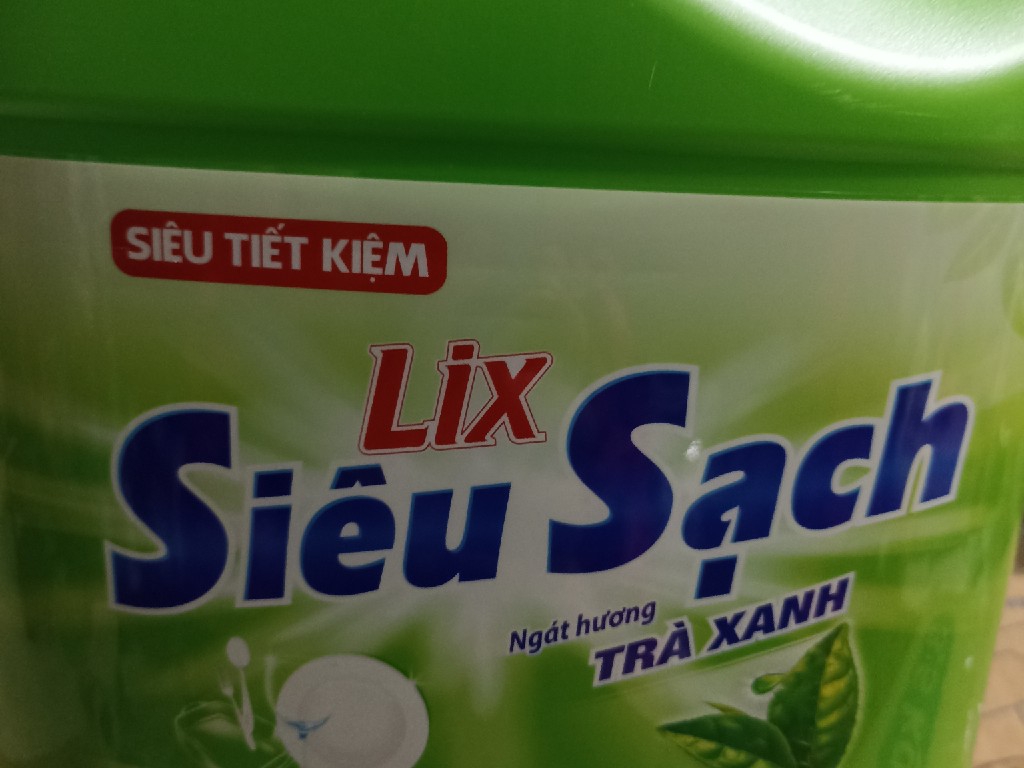 SIÊU TIẾT KIỆM
Lix
Siêu Sạch
Ngát hương
TRÀ XANH